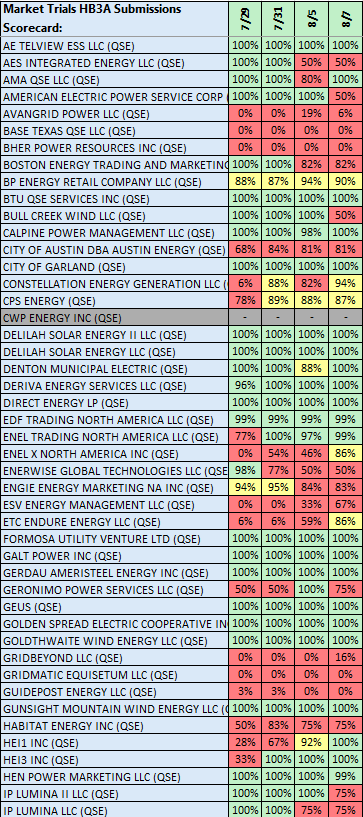 Market Trials HB3A Submissions
Scorecard: 7/29 7/31 8/5 8/7
AE TELVIEW ESS LLC (QSE) 100% 100% 100% 100%
AES INTEGRATED ENERGY LLC (QSE) 100% 100% 50% 50%
AMA QSE LLC (QSE) 100% 100% 80% 100%
AMERICAN ELECTRIC POWER SERVICE CORP ( 100% 100% 100% 50%
AVANGRID POWER LLC (QSE) 0% 0% 19% 6%
BASE TEXAS QSE LLC (QSE) 0% 0% 0% 0%
BHER POWER RESOURCES INC (QSE) 0% 0% 0% 0%
BOSTON ENERGY TRADING AND MARKETING 100% 100% 82% 82%
BP ENERGY RETAIL COMPANY LLC (QSE) 88% 87% 94% 90%
BTU QSE SERVICES INC (QSE) 100% 100% 100% 100%
BULL CREEK WIND LLC (QSE) 100% 100% 100% 50%
CALPINE POWER MANAGEMENT LLC (QSE) 100% 100% 98% 100%
CITY OF AUSTIN DBA AUSTIN ENERGY (QSE) 68% 84% 81% 81%
CITY OF GARLAND (QSE) 100% 100% 100% 100%
CONSTELLATION ENERGY GENERATION LLC ( 6% 88% 82% 94%
CPS ENERGY (QSE) 78% 89% 88% 87%
CWP ENERGY INC (QSE) - - - -
DELILAH SOLAR ENERGY II LLC (QSE) 100% 100% 100% 100%
DELILAH SOLAR ENERGY LLC (QSE) 100% 100% 100% 100%
DENTON MUNICIPAL ELECTRIC (QSE) 100% 100% 88% 100%
DERIVA ENERGY SERVICES LLC (QSE) 96% 100% 100% 100%
DIRECT ENERGY LP (QSE) 100% 100% 100% 100%
EDF TRADING NORTH AMERICA LLC (QSE) 99% 99% 99% 99%
ENEL TRADING NORTH AMERICA LLC (QSE) 77% 100% 97% 99%
ENEL X NORTH AMERICA INC (QSE) 0% 54% 46% 86%
ENERWISE GLOBAL TECHNOLOGIES LLC (QSE 98% 77% 50% 50%
ENGIE ENERGY MARKETING NA INC (QSE) 94% 95% 84% 83%
ESV ENERGY MANAGEMENT LLC (QSE) 0% 0% 33% 67%
ETC ENDURE ENERGY LLC (QSE) 6% 6% 59% 86%
FORMOSA UTILITY VENTURE LTD (QSE) 100% 100% 100% 100%
GALT POWER INC (QSE) 100% 100% 100% 100%
GERDAU AMERISTEEL ENERGY INC (QSE) 100% 100% 100% 100%
GERONIMO POWER SERVICES LLC (QSE) 50% 50% 100% 75%
GEUS (QSE) 100% 100% 100% 100%
GOLDEN SPREAD ELECTRIC COOPERATIVE IN 100% 100% 100% 100%
GOLDTHWAITE WIND ENERGY LLC (QSE) 100% 100% 100% 100%
GRIDBEYOND LLC (QSE) 0% 0% 0% 16%
GRIDMATIC EQUISETUM LLC (QSE) 0% 0% 0% 0%
GUIDEPOST ENERGY LLC (QSE) 3% 3% 0% 0%
GUNSIGHT MOUNTAIN WIND ENERGY LLC ( 100% 100% 100% 100%
HABITAT ENERGY INC (QSE) 50% 83% 75% 75%
HEI1 INC (QSE) 28% 67% 92% 100%
HEI3 INC (QSE) 33% 100% 100% 100%
HEN POWER MARKETING LLC (QSE) 100% 100% 100% 99%
IP LUMINA II LLC (QSE) 100% 100% 100% 75%
IP LUMINA LLC (QSE) 100% 100% 75% 75%